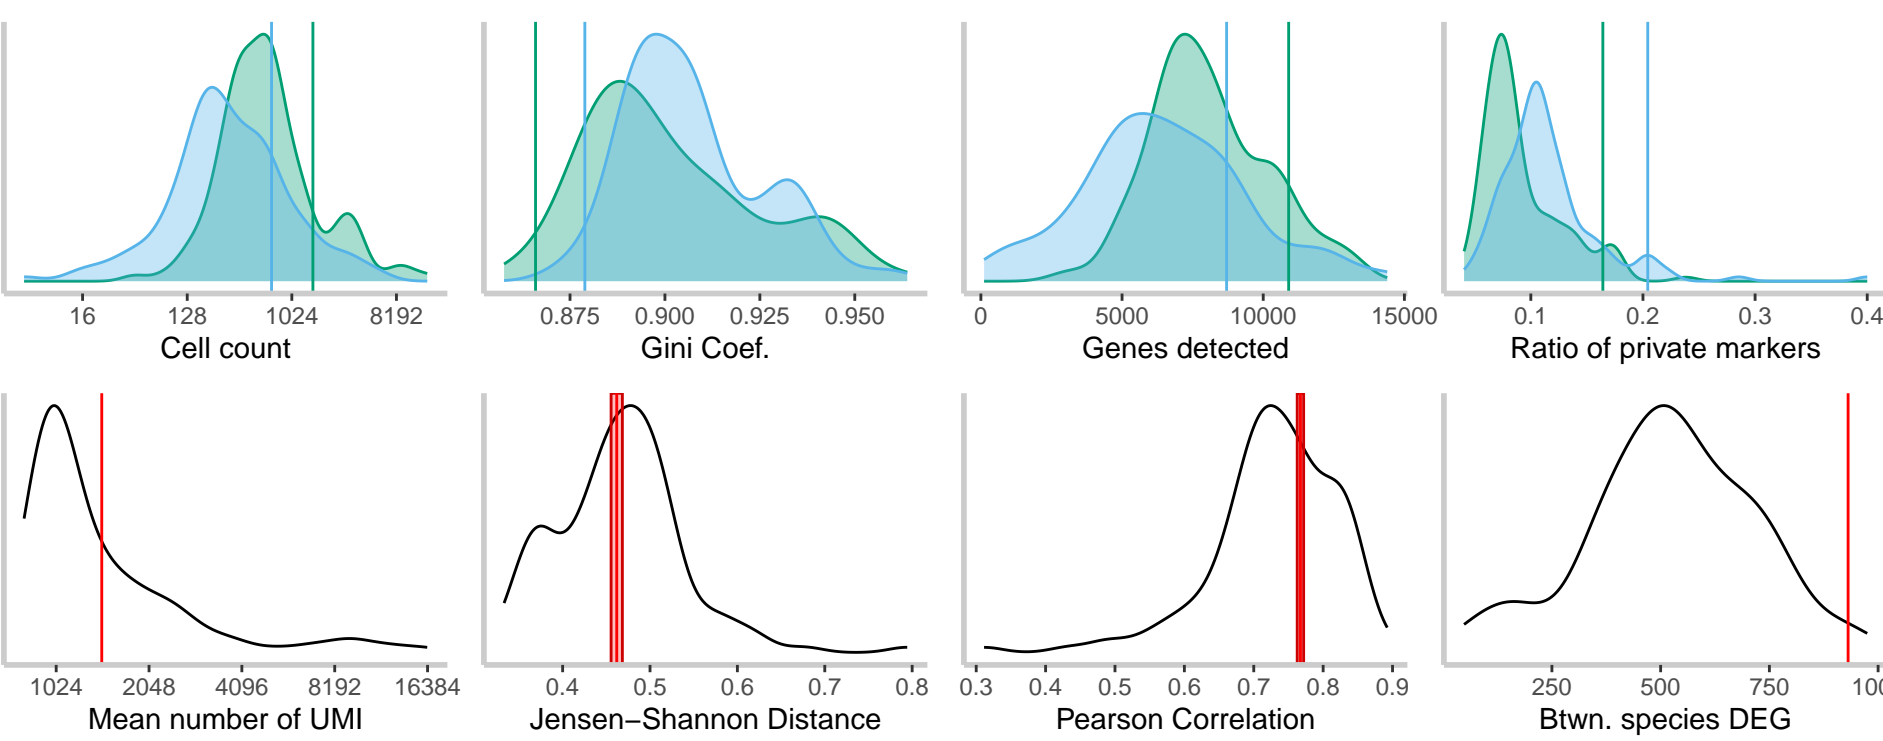 16 128 1024 8192
Cell count
0.875 0.900 0.925 0.950
Gini Coef.
0 5000 10000 15000
Genes detected
0.1 0.2 0.3 0.4
Ratio of private markers
1024 2048 4096 8192 16384
Mean number of UMI
0.4 0.5 0.6 0.7 0.8
Jensen−Shannon Distance
0.3 0.4 0.5 0.6 0.7 0.8 0.9
Pearson Correlation
250 500 750
Btwn. species DEG